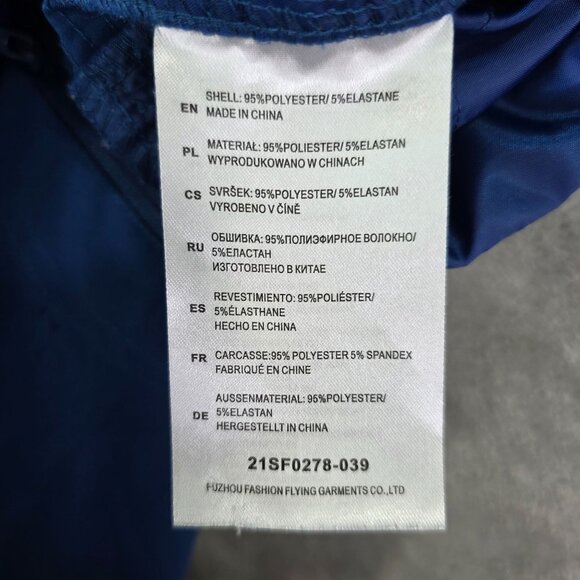 EN SHELL: 95%POLYESTER/ 5%ELASTANE
MADE IN CHINA
PL MATERIAŁ: 95%POLIESTER/ 5%ELASTAN
WYPRODUKOWANO W CHINACH
CS SVRŠEK: 95%POLYESTER/ 5%ELASTAN
VYROBENO V ČÍNĚ
RU ОБШИВКА: 95%ПОЛИЭФИРНОЕ ВОЛОКНО/
5%ЕЛАСТАН
ИЗГОТОВЛЕНО В КИТАЕ
ES REVESTIMIENTO: 95%POLIÉSTER/
5%ÉLASTHANE
HECHO EN CHINA
FR CARCASSE:95% POLYESTER 5% SPANDEX
FABRIQUÉ EN CHINE
DE AUSSENMATERIAL: 95%POLYESTER/
5%ELASTAN
HERGESTELLT IN CHINA
21SF0278-039
FUZHOU FASHION FLYING GARMENTS CO.,LTD